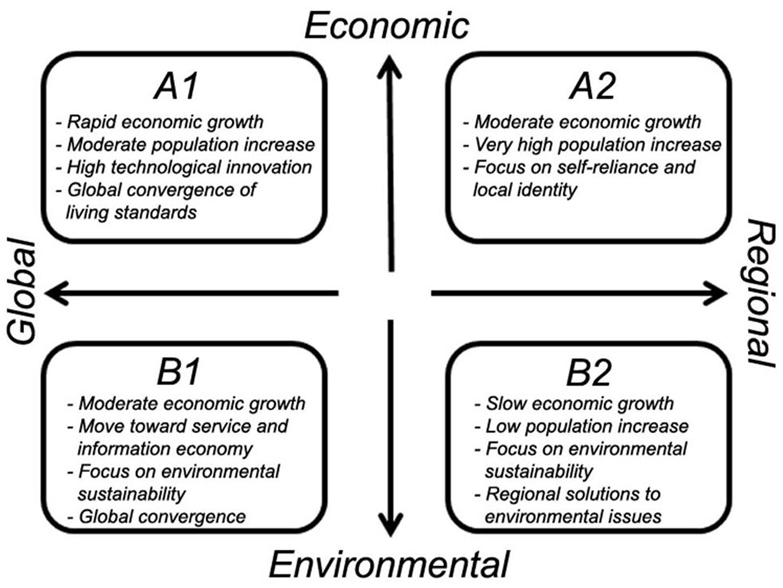 Economic
A1
- Rapid economic growth
- Moderate population increase
- High technological innovation
- Global convergence of
living standards
A2
- Moderate economic growth
- Very high population increase
- Focus on self-reliance and
local identity
Global
Regional
B1
- Moderate economic growth
- Move toward service and
information economy
- Focus on environmental
sustainability
- Global convergence
B2
- Slow economic growth
- Low population increase
- Focus on environmental
sustainability
- Regional solutions to
environmental issues
Environmental